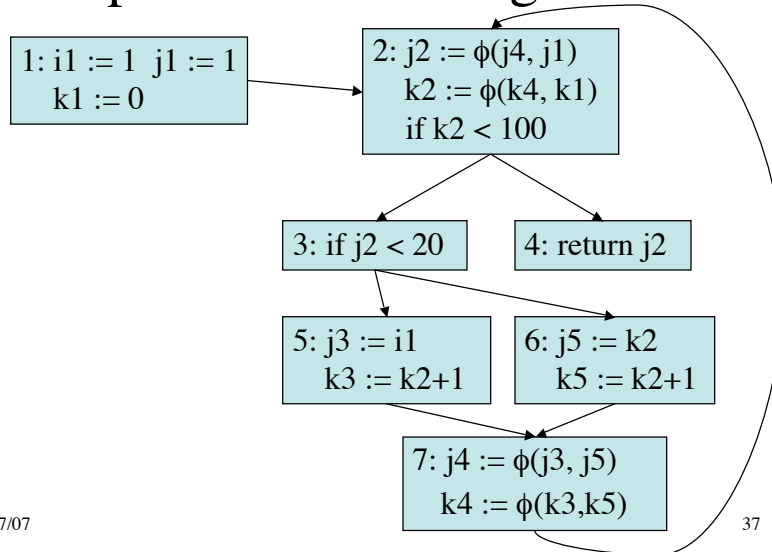 1: i1 := 1 j1 := 1
k1 := 0
2: j2 := ϕ(j4, j1)
k2 := ϕ(k4, k1)
if k2 < 100
3: if j2 < 20
4: return j2
5: j3 := i1
k3 := k2+1
6: j5 := k2
k5 := k2+1
7: j4 := ϕ(j3, j5)
k4 := ϕ(k3,k5)
7/07
37